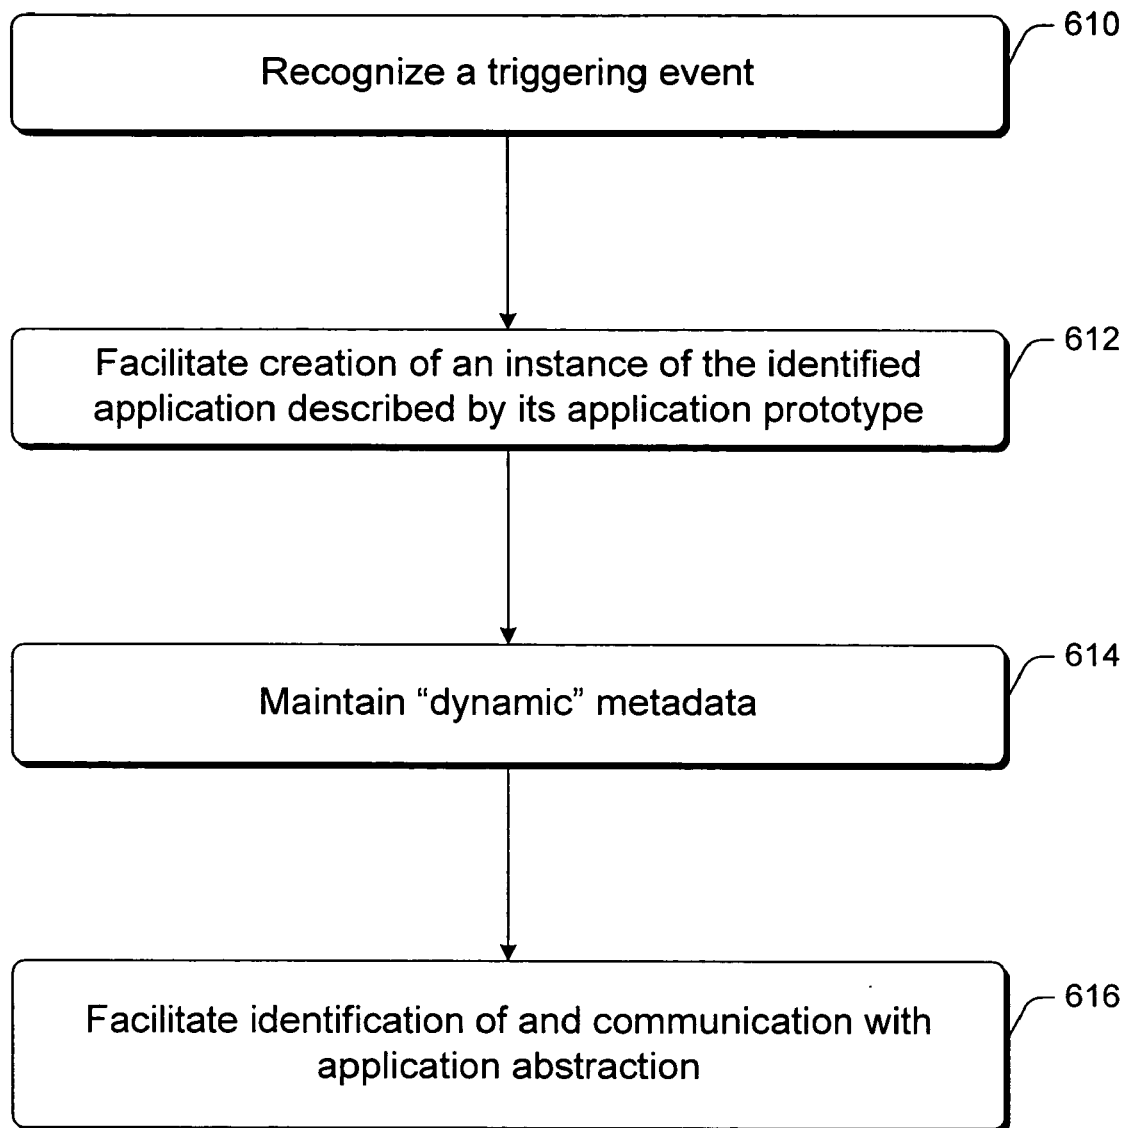 610
Recognize a triggering event
612
Facilitate creation of an instance of the identified
application described by its application prototype
614
Maintain “dynamic” metadata
616
Facilitate identification of and communication with
application abstraction